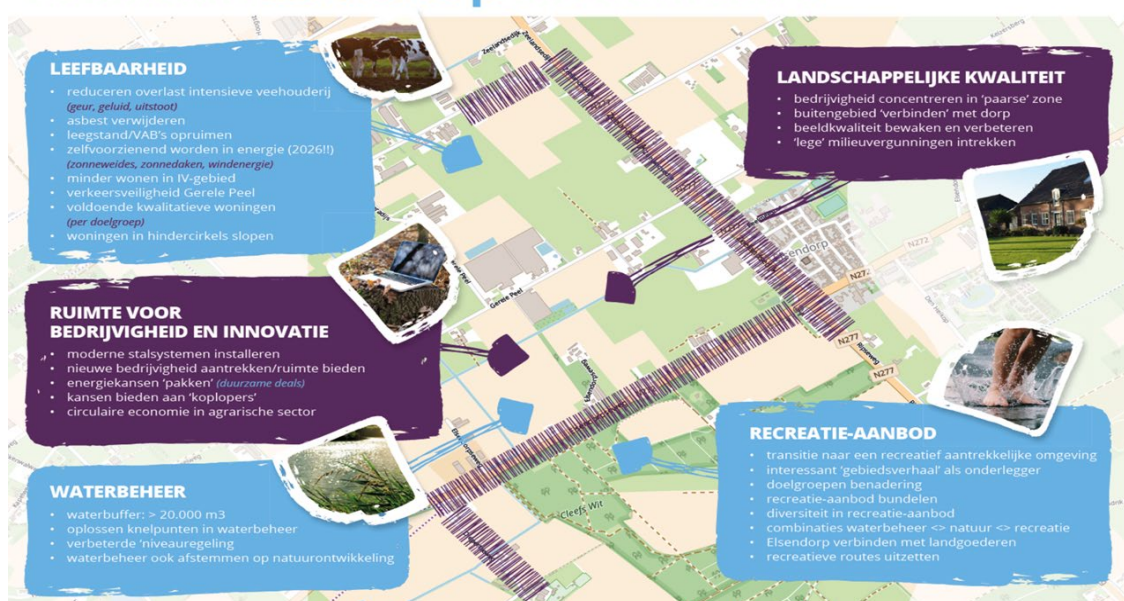 LEEFBAARHEID
• reduceren overlast intensieve veehouderij
(geur, geluid, uitstoot)
• asbest verwijderen
• leegstand/VAB's opruimen
• zelfvoorzienend worden in energie (2026!!)
(zonneweides, zonnedaken, windenergie)
• minder wonen in IV-gebied
• verkeersveiligheid Gerele Peel
• voldoende kwalitatieve woningen
(per doelgroep)
• woningen in hindercirkels slopen
RUIMTE VOOR
BEDRIJVIGHEID EN INNOVATIE
• moderne stalsystemen installeren
• nieuwe bedrijvigheid aantrekken/ruimte bieden
• energiekansen 'pakken' (duurzame deals)
• kansen bieden aan 'koplopers'
• circulaire economie in agrarische sector
WATERBEHEER
• waterbuffer: > 20.000 m3
• oplossen knelpunten in waterbeheer
• verbeterde 'niveauregeling
• waterbeheer ook afstemmen op natuurontwikkeling
LANDSCHAPPELIJKE KWALITEIT
• bedrijvigheid concentreren in 'paarse' zone
• buitengebied 'verbinden' met dorp
• beeldkwaliteit bewaken en verbeteren
• 'lege' milieuvergunningen intrekken
RECREATIE-AANBOD
• transitie naar een recreatief aantrekkelijke omgeving
• interessant 'gebiedsverhaal' als onderlegger
• doelgroepen benadering
• recreatie-aanbod bundelen
• diversiteit in recreatie-aanbod
• combinaties waterbeheer <> natuur <> recreatie
• Elsendorp verbinden met landgoederen
• recreatieve routes uitzetten
Zeelandsedijk
Gerele Peel
N272
N277
N277
Cleefs Wit